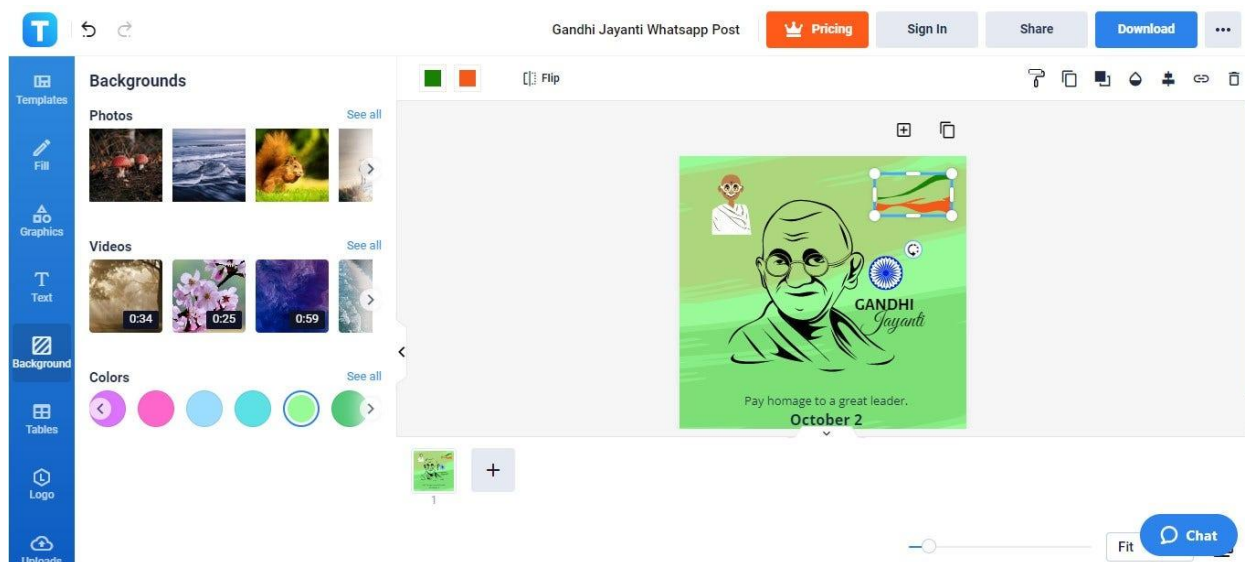 T
Gandhi Jayanti Whatsapp Post
Pricing
Sign In
Share
Download
Templates
Fill
Graphics
Text
Background
Tables
Logo
Uploads
Backgrounds
Photos
See all
Videos
See all
0:34
0:25
0:59
Colors
See all
Flip
GANDHI
Jayanti
Pay homage to a great leader.
October 2
1
Fit
Chat